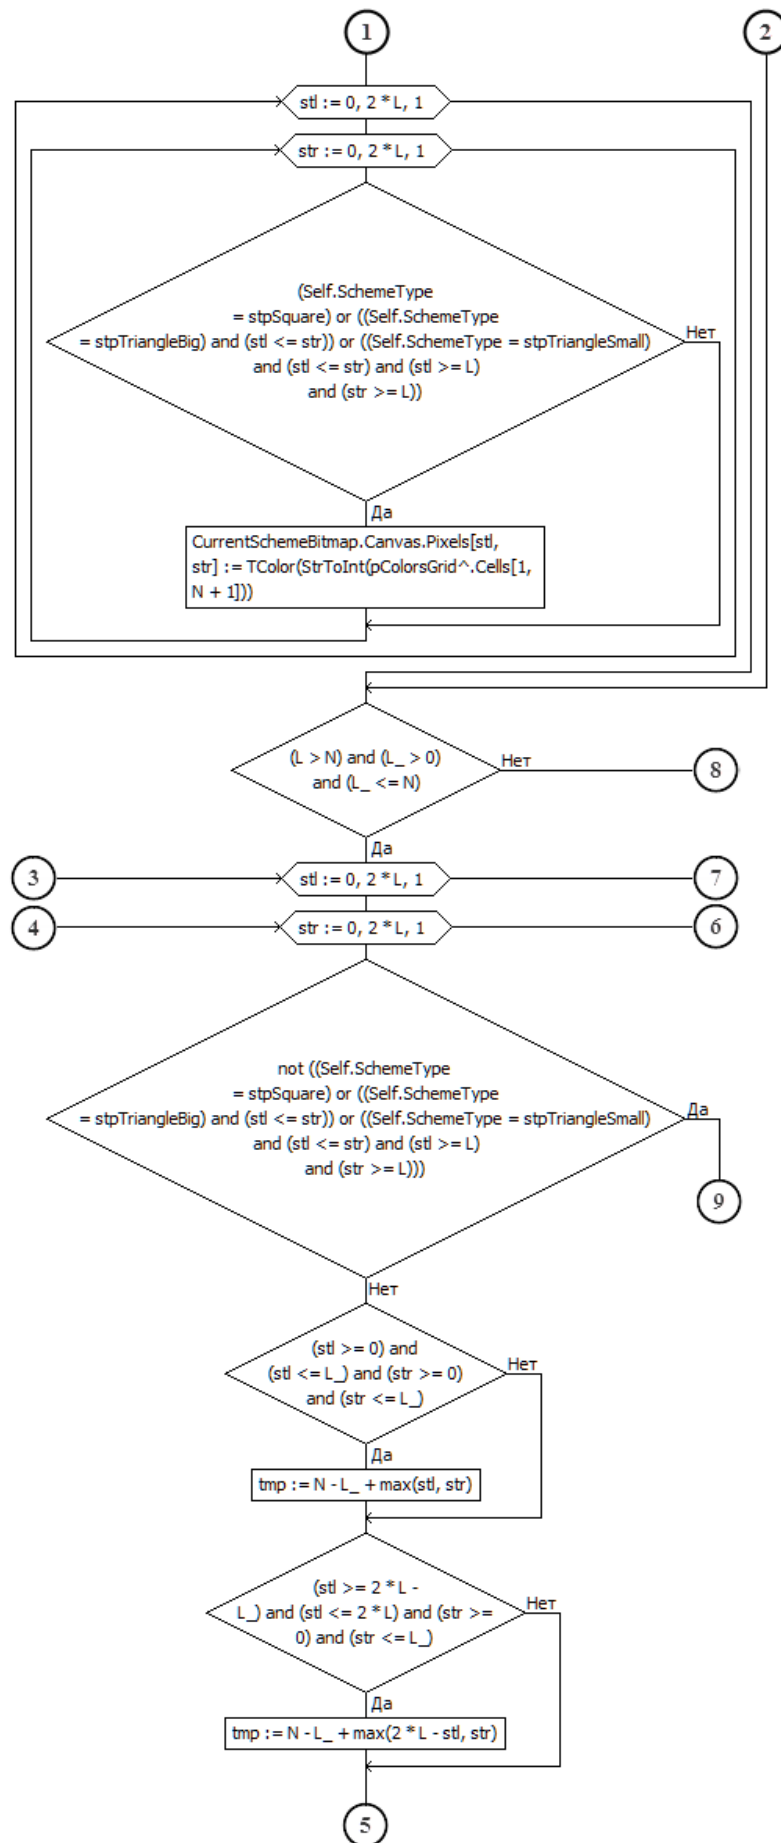 1
2
stl := 0, 2 * L, 1
str := 0, 2 * L, 1
(Self.SchemeType
= stpSquare) or ((Self.SchemeType
= stpTriangleBig) and (stl <= str)) or ((Self.SchemeType = stpTriangleSmall)
and (stl <= str) and (stl >= L)
and (str >= L))
Нет
Да
CurrentSchemeBitmap.Canvas.Pixels[stl,
str] := TColor(StrToInt(pColorsGrid^.Cells[1,
N + 1]))
(L > N) and (L_ > 0)
and (L_ <= N)
Нет
8
Да
3
stl := 0, 2 * L, 1
7
4
str := 0, 2 * L, 1
6
not ((Self.SchemeType
= stpSquare) or ((Self.SchemeType
= stpTriangleBig) and (stl <= str)) or ((Self.SchemeType = stpTriangleSmall)
and (stl <= str) and (stl >= L)
and (str >= L)))
Да
9
Нет
(stl >= 0) and
(stl <= L_) and (str >= 0)
and (str <= L_)
Нет
Да
tmp := N - L_ + max(stl, str)
(stl >= 2 * L -
L_) and (stl <= 2 * L) and (str >=
0) and (str <= L_)
Нет
Да
tmp := N - L_ + max(2 * L - stl, str)
5